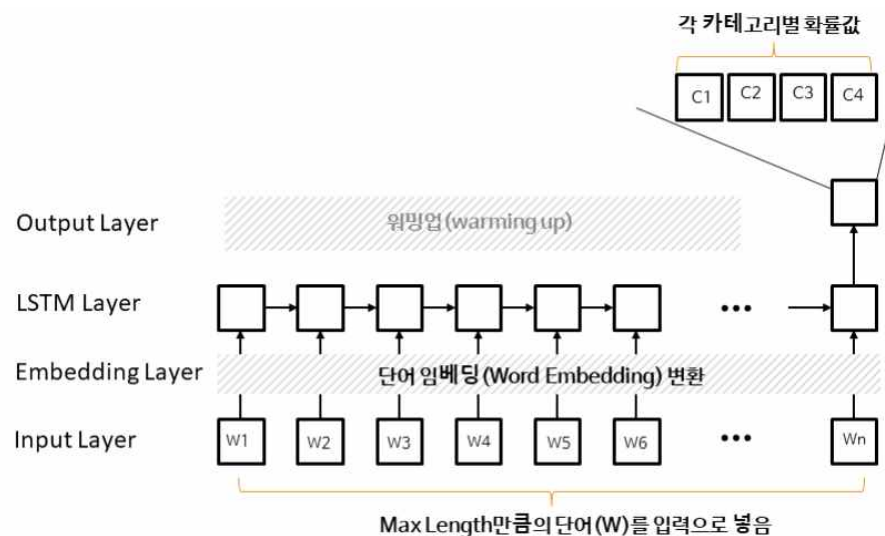 각 카테고리별 확률값
C1 C2 C3 C4
Output Layer
워밍업(warming up)
LSTM Layer
•••
Embedding Layer
단어 임베딩(Word Embedding) 변환
Input Layer
W1 W2 W3 W4 W5 W6 ••• Wn
Max Length만큼의 단어(W)를 입력으로 넣음